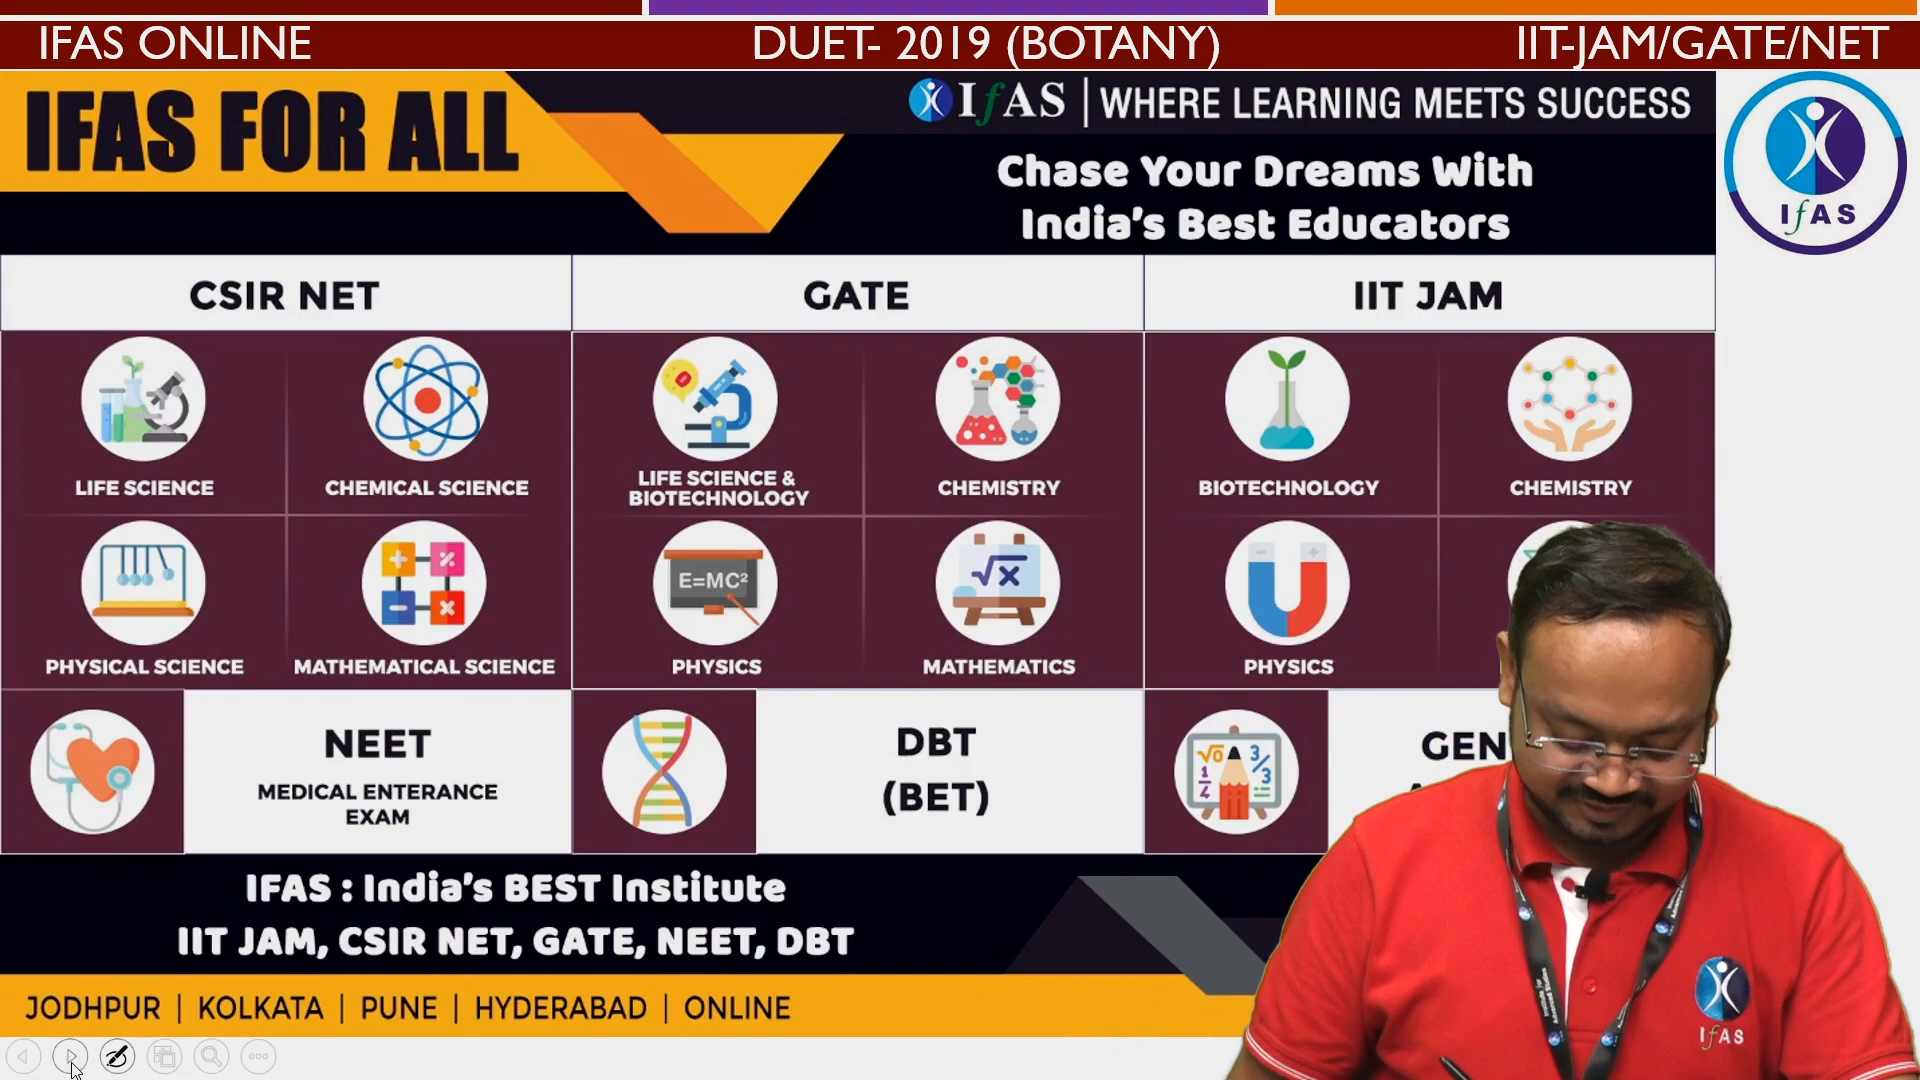 IFAS ONLINE
DUET- 2019 (BOTANY)
IIT-JAM/GATE/NET
IFAS FOR ALL
IfAS | WHERE LEARNING MEETS SUCCESS
Chase Your Dreams With
India's Best Educators
IfAS
CSIR NET
GATE
IIT JAM
LIFE SCIENCE
CHEMICAL SCIENCE
LIFE SCIENCE &
BIOTECHNOLOGY
CHEMISTRY
BIOTECHNOLOGY
CHEMISTRY
E=MC²
√x
PHYSICAL SCIENCE
MATHEMATICAL SCIENCE
PHYSICS
MATHEMATICS
PHYSICS
NEET
MEDICAL ENTERANCE
EXAM
DBT
(BET)
GEN
IFAS : India's BEST Institute
IIT JAM, CSIR NET, GATE, NEET, DBT
JODHPUR | KOLKATA | PUNE | HYDERABAD | ONLINE
IfAS